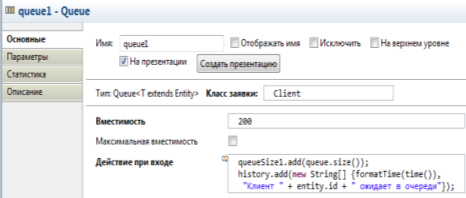 queue1 - Queue
Основные
Параметры
Статистика
Описание
Имя: queue1 Отображать имя Исключить На верхнем уровне
На презентации Создать презентацию
Тип: Queue<T extends Entity> Класс заявки: Client
Вместимость 200
Максимальная вместимость
Действие при входе queueSize1.add(queue.size());
history.add(new String[] {formatTime(time()),
"Клиент " + entity.id + " ожидает в очереди"});